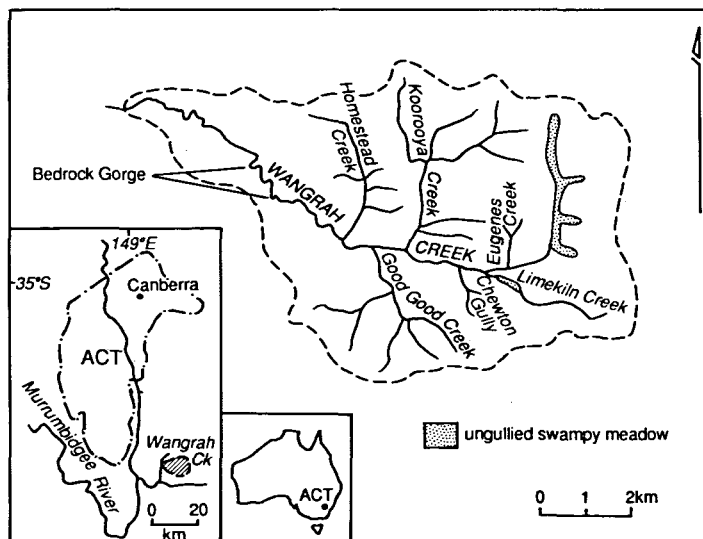 Homestead
Creek
Koorooya
Creek
Bedrock Gorge
WANGRAH
CREEK
Eugenes
Creek
Good Good Creek
Chewton
Gully
Limekiln Creek
149°E
35°S
Canberra
ACT
Murrumbidgee River
Wangrah
Ck
0 20
km
ACT
ungullied swampy meadow
0 1 2km